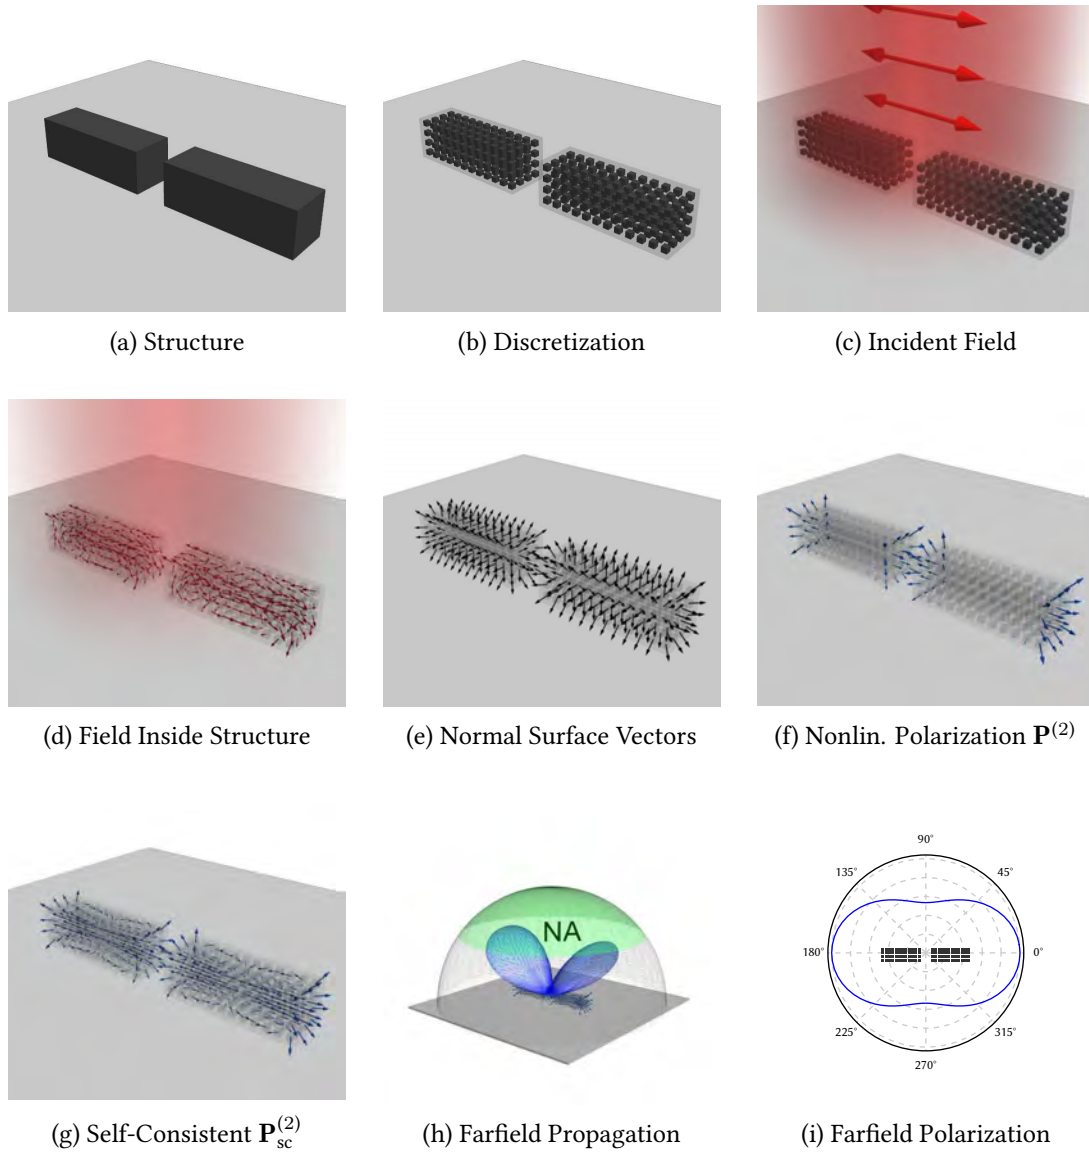 (a) Structure
(b) Discretization
(c) Incident Field
(d) Field Inside Structure
(e) Normal Surface Vectors
(f) Nonlin. Polarization P^(2)
NA
90°
135°
45°
180°
0°
225°
315°
270°
(g) Self-Consistent P_sc^(2)
(h) Farfield Propagation
(i) Farfield Polarization